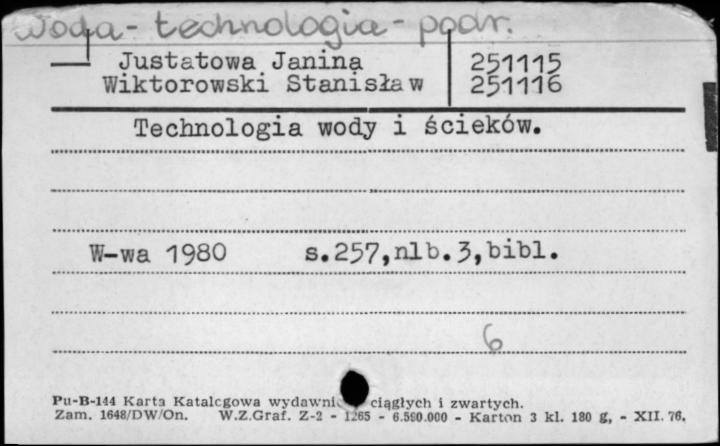 Woda - technologia - podr.
Justatowa Janina 251115
Wiktorowski Stanisław 251116
Technologia wody i ścieków.
W-wa 1980 s.257,nlb.3,bibl.
6
Pu-B-144 Karta Katalogowa wydawnic ciągłych i zwartych.
Zam. 1648/DW/On. W.Z.Graf. Z-2 - 1265 - 6.590.000 - Karton 3 kl. 180 g, - XII. 76.